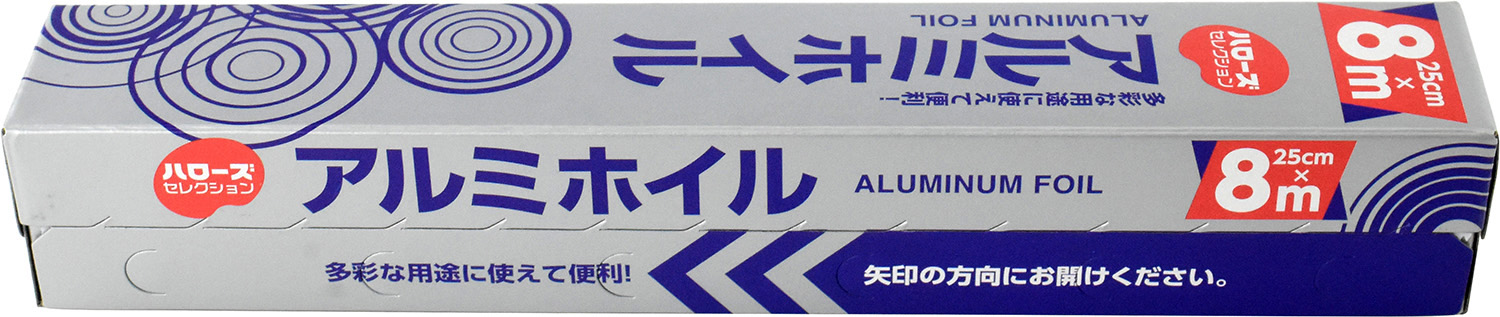 25cm
×
8m
ハローズ
セレクション
アルミホイル
ALUMINUM FOIL
多彩な用途に使えて便利!
ハローズ
セレクション
アルミホイル
ALUMINUM FOIL
25cm
×
8m
多彩な用途に使えて便利!
矢印の方向にお開けください。